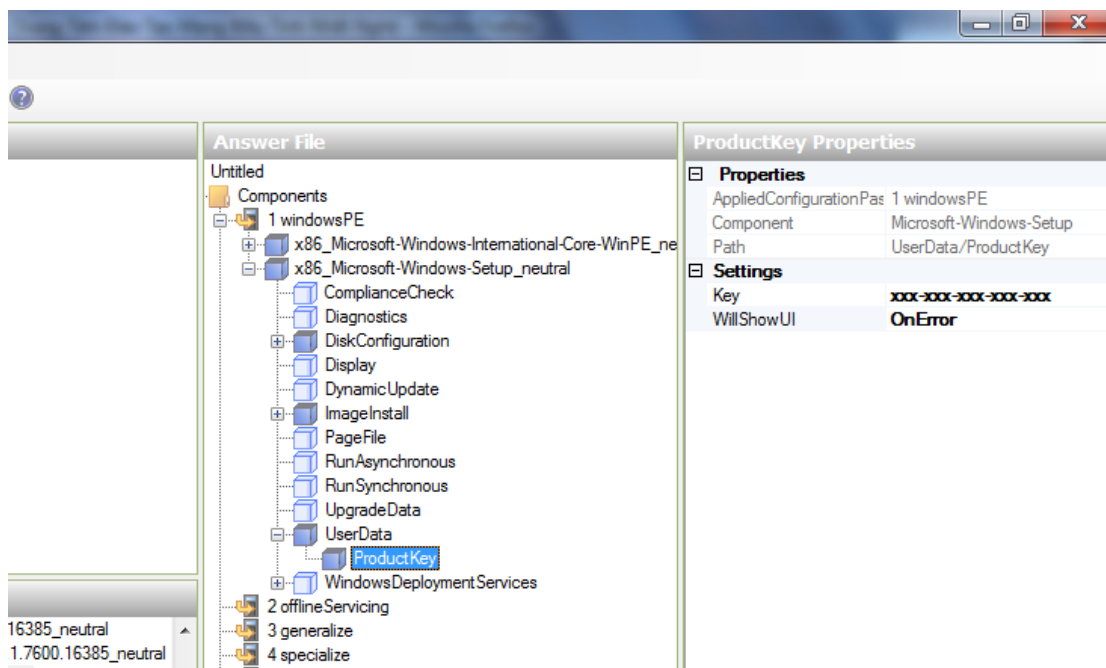 Answer File
Untitled
Components
1 windowsPE
x86_Microsoft-Windows-International-Core-WinPE_ne
x86_Microsoft-Windows-Setup_neutral
ComplianceCheck
Diagnostics
DiskConfiguration
Display
DynamicUpdate
ImageInstall
PageFile
RunAsynchronous
RunSynchronous
UpgradeData
UserData
ProductKey
WindowsDeploymentServices
2 offlineServicing
3 generalize
4 specialize
ProductKey Properties
Properties
AppliedConfigurationPas 1 windowsPE
Component Microsoft-Windows-Setup
Path UserData/ProductKey
Settings
Key xxx-xxx-xxx-xxx-xxx
WillShowUI OnError
16385_neutral
1.7600.16385_neutral